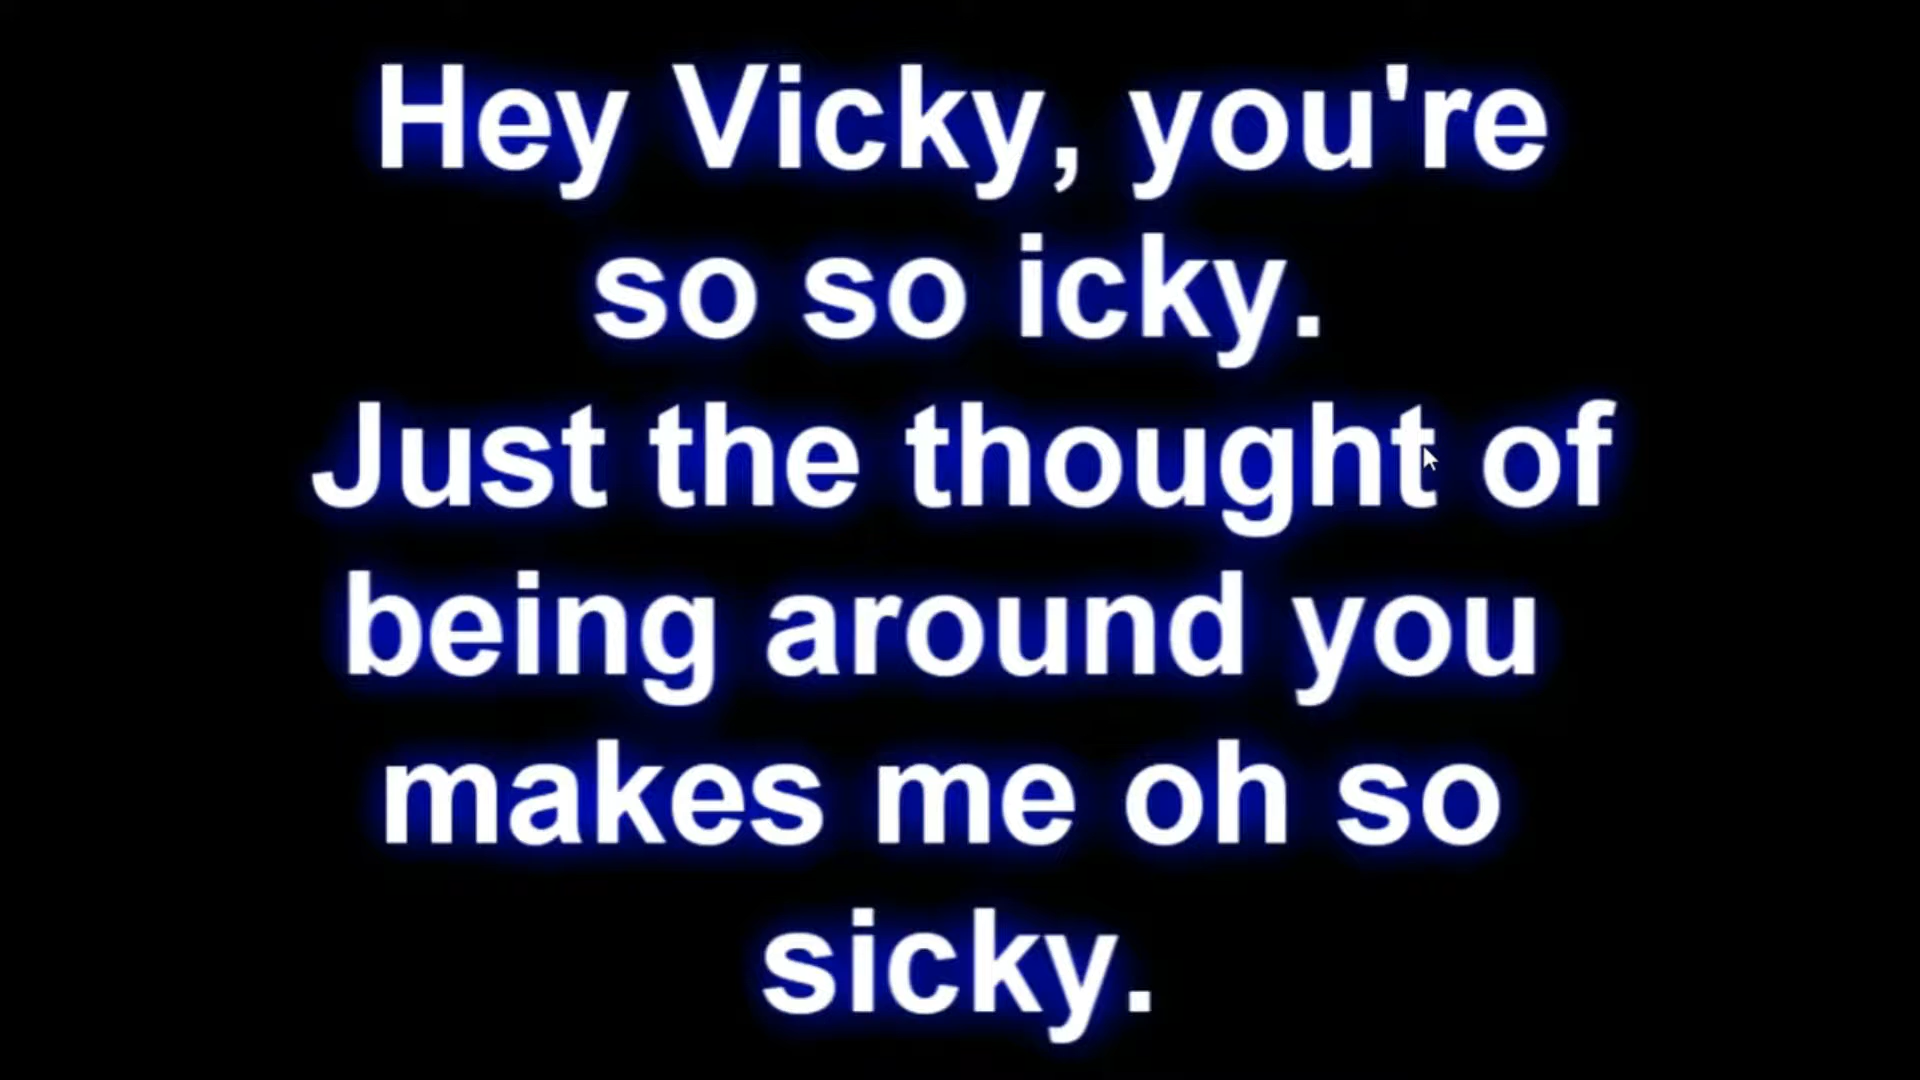 Hey Vicky, you're
so so icky.
Just the thought of
being around you
makes me oh so
sicky.